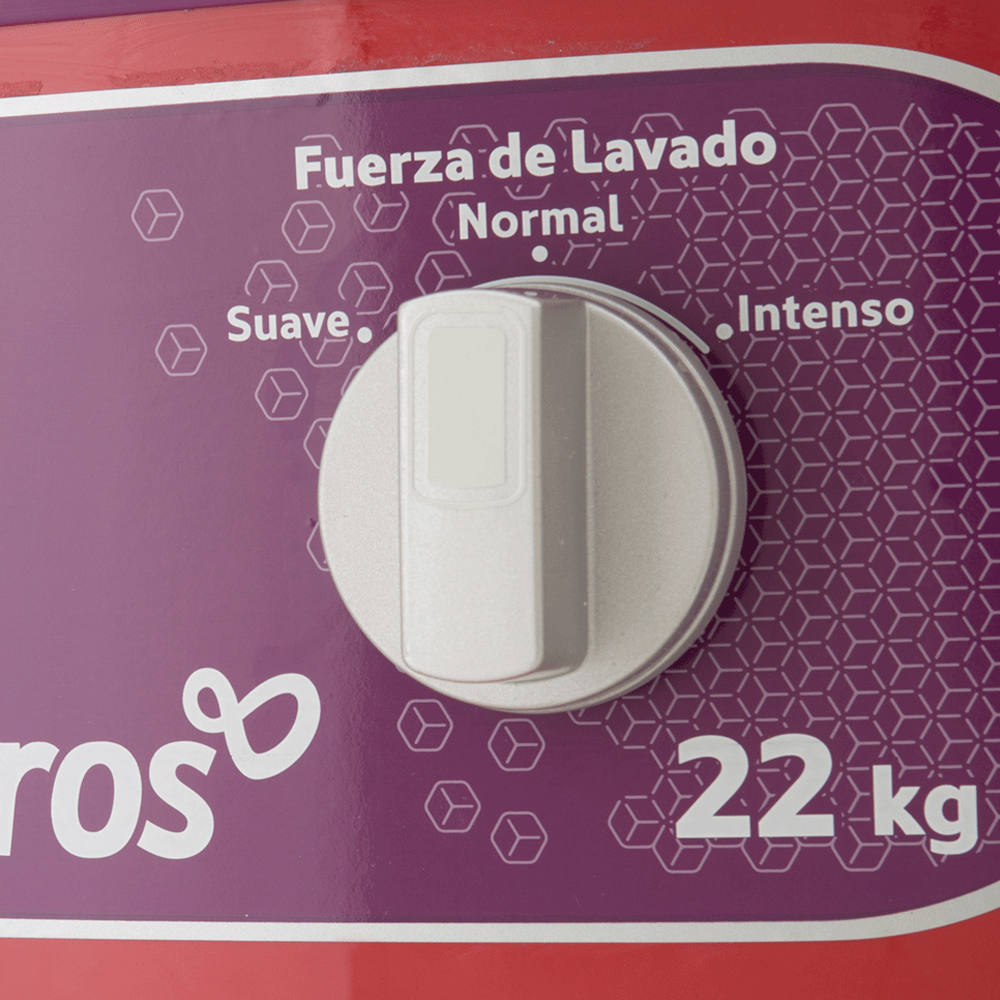 Fuerza de Lavado
Normal
Suave
Intenso
ros
22 kg